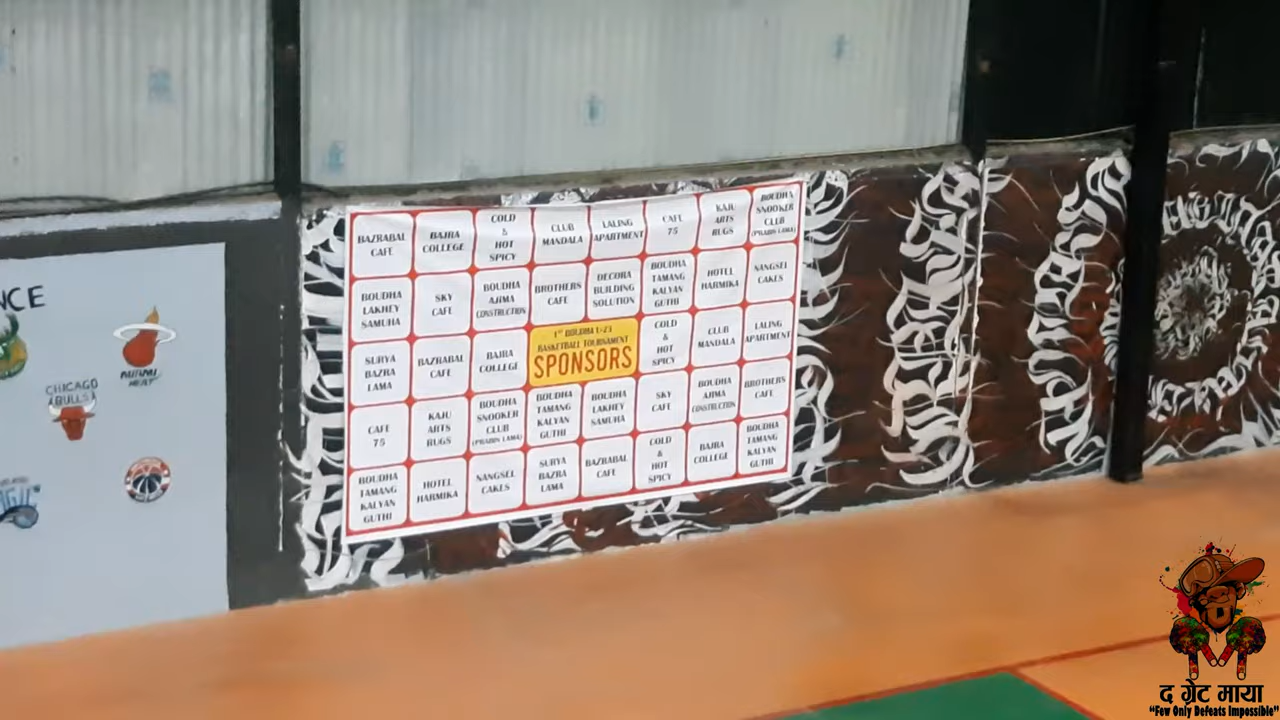 NCE
MIAMI
HEAT
CHICAGO
BULLS
BAZRABAL CAFE
BAJRA COLLEGE
COLD & HOT SPICY
CLUB MANDALA
LALING APARTMENT
CAFE 75
KAJU ARTS RUGS
BOUDHA SNOOKER CLUB (PRABIN LAMA)
BOUDHA LAKHEY SAMUHA
SKY CAFE
BOUDHA AJIMA CONSTRUCTION
BROTHERS CAFE
DECORA BUILDING SOLUTION
BOUDHA TAMANG KALYAN GUTHI
HOTEL HARMIKA
NANGSEL CAKES
SURYA BAZRA LAMA
BAZRABAL CAFE
BAJRA COLLEGE
1ST BOUDHA U-23
BASKETBALL TOURNAMENT
SPONSORS
COLD & HOT SPICY
CLUB MANDALA
LALING APARTMENT
CAFE 75
KAJU ARTS RUGS
BOUDHA SNOOKER CLUB (PRABIN LAMA)
BOUDHA TAMANG KALYAN GUTHI
BOUDHA LAKHEY SAMUHA
SKY CAFE
BOUDHA AJIMA CONSTRUCTION
BROTHERS CAFE
BOUDHA TAMANG KALYAN GUTHI
HOTEL HARMIKA
NANGSEL CAKES
SURYA BAZRA LAMA
BAZRABAL CAFE
COLD & HOT SPICY
BAJRA COLLEGE
BOUDHA TAMANG KALYAN GUTHI
द ग्रेट माया
"Few Only Defeats Impossible"